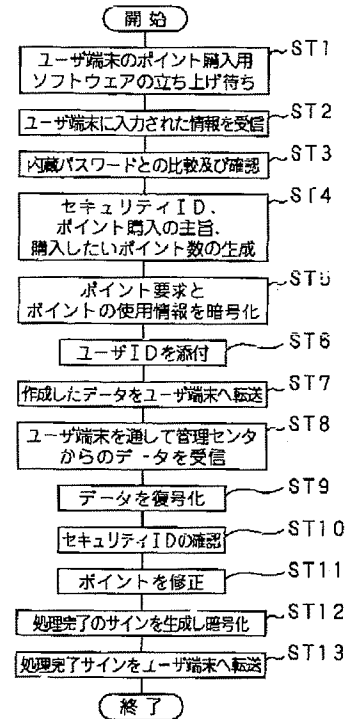 開始
ユーザ端末のポイント購入用
ソフトウェアの立ち上げ待ち
ST1
ユーザ端末に入力された情報を受信
ST2
内蔵パスワードとの比較及び確認
ST3
セキュリティID、
ポイント購入の主旨、
購入したいポイント数の生成
ST4
ポイント要求と
ポイントの使用情報を暗号化
ST5
ユーザIDを添付
ST6
作成したデータをユーザ端末へ転送
ST7
ユーザ端末を通して管理センタ
からのデータを受信
ST8
データを復号化
ST9
セキュリティIDの確認
ST10
ポイントを修正
ST11
処理完了のサインを生成し暗号化
ST12
処理完了サインをユーザ端末へ転送
ST13
終了